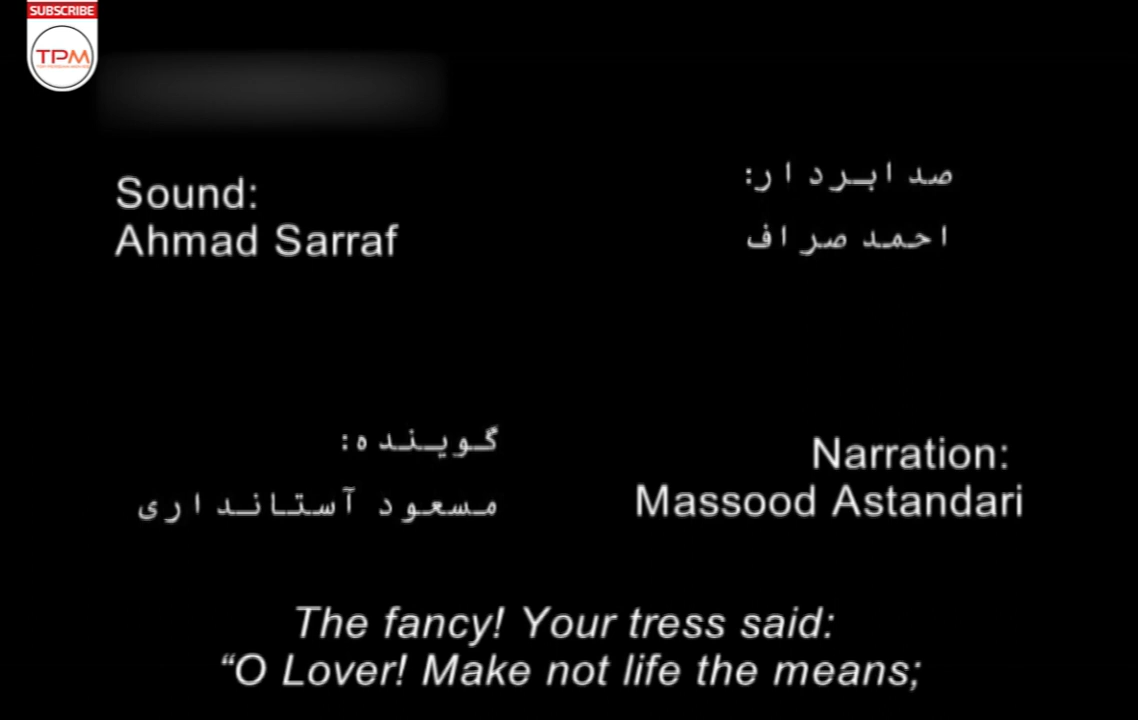 SUBSCRIBE
TPM
Sound:
Ahmad Sarraf
صدابردار:
احمد صراف
گوینده:
مسعود آستانداری
Narration:
Massood Astandari
The fancy! Your tress said:
“O Lover! Make not life the means;